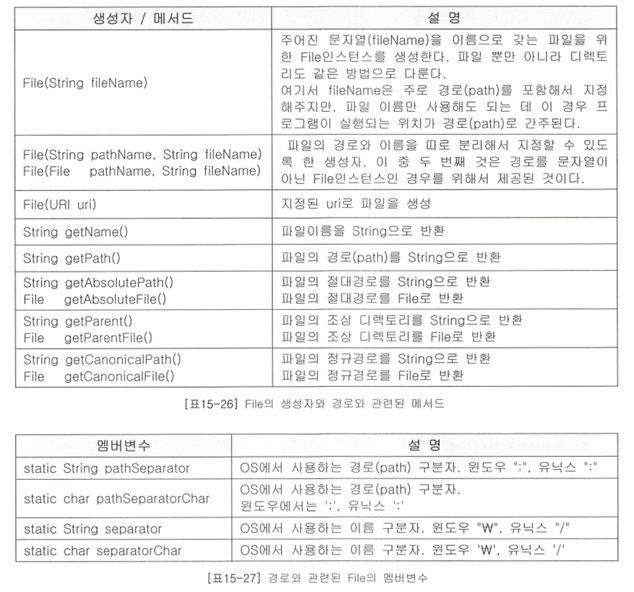 생성자 / 메서드 설 명
File(String fileName)
주어진 문자열(fileName)을 이름으로 갖는 파일을 위
한 File인스턴스를 생성한다. 파일 뿐만 아니라 디렉토
리도 같은 방법으로 다룬다.
여기서 fileName은 주로 경로(path)를 포함해서 지정
해주지만, 파일 이름만 사용해도 되는 데 이 경우 프
로그램이 실행되는 위치가 경로(path)로 간주된다.
File(String pathName, String fileName)
File(File pathName, String fileName)
파일의 경로와 이름을 따로 분리해서 지정할 수 있도
록 한 생성자. 이 중 두 번째 것은 경로를 문자열이
아닌 File인스턴스인 경우를 위해서 제공된 것이다.
File(URI uri) 지정된 uri로 파일을 생성
String getName() 파일이름을 String으로 반환
String getPath() 파일의 경로(path)를 String으로 반환
String getAbsolutePath() 파일의 절대경로를 String으로 반환
File getAbsoluteFile() 파일의 절대경로를 File로 반환
String getParent() 파일의 조상 디렉토리를 String으로 반환
File getParentFile() 파일의 조상 디렉토리를 File로 반환
String getCanonicalPath() 파일의 정규경로를 String으로 반환
File getCanonicalFile() 파일의 정규경로를 File로 반환
[표15-26] File의 생성자와 경로와 관련된 메서드
멤버변수 설 명
static String pathSeparator OS에서 사용하는 경로(path) 구분자. 윈도우 ";", 유닉스 ":"
static char pathSeparatorChar
OS에서 사용하는 경로(path) 구분자.
윈도우에서는 ';', 유닉스 ':'
static String separator OS에서 사용하는 이름 구분자. 윈도우 "₩", 유닉스 "/"
static char separatorChar OS에서 사용하는 이름 구분자. 윈도우 '₩', 유닉스 '/'
[표15-27] 경로와 관련된 File의 멤버변수